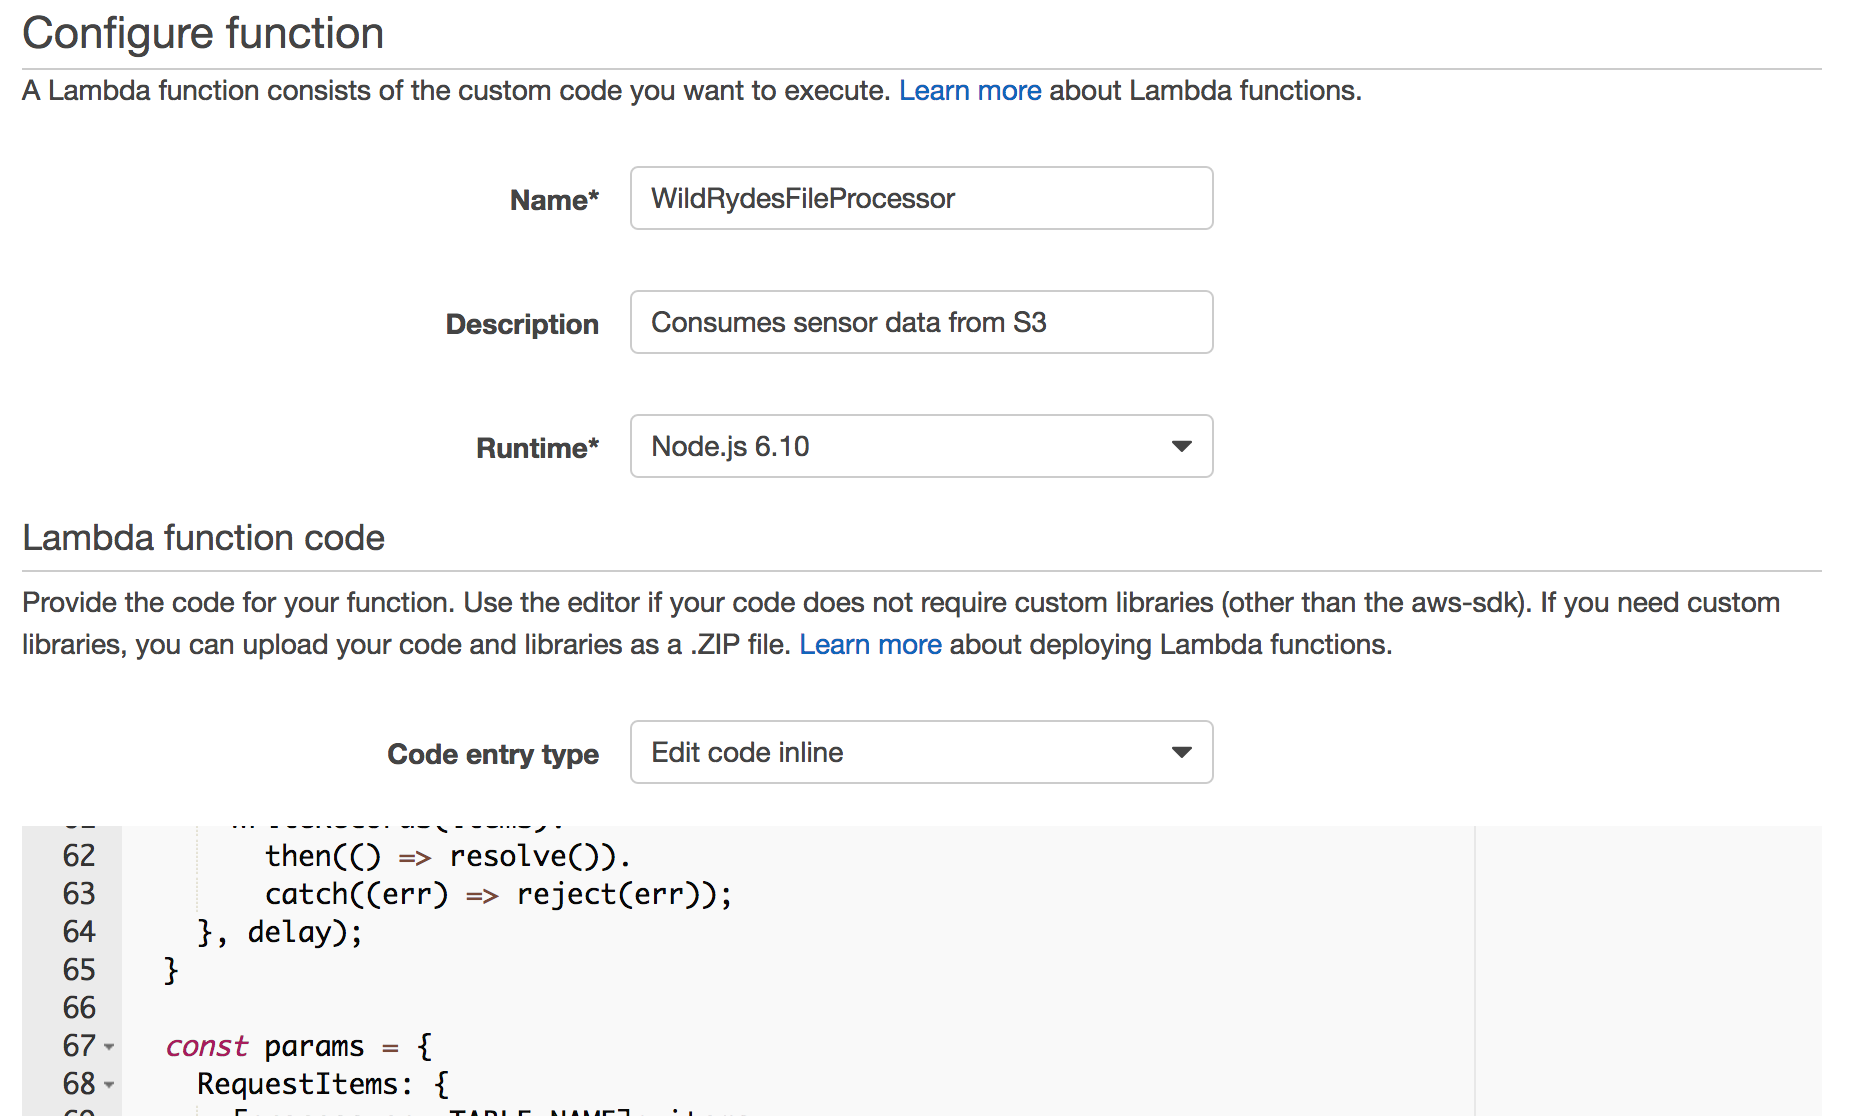 Configure function
A Lambda function consists of the custom code you want to execute. Learn more about Lambda functions.
Name* WildRydesFileProcessor
Description Consumes sensor data from S3
Runtime* Node.js 6.10
Lambda function code
Provide the code for your function. Use the editor if your code does not require custom libraries (other than the aws-sdk). If you need custom
libraries, you can upload your code and libraries as a .ZIP file. Learn more about deploying Lambda functions.
Code entry type Edit code inline
62 then(() => resolve()).
63 catch((err) => reject(err));
64 }, delay);
65 }
66
67 const params = {
68 RequestItems: {